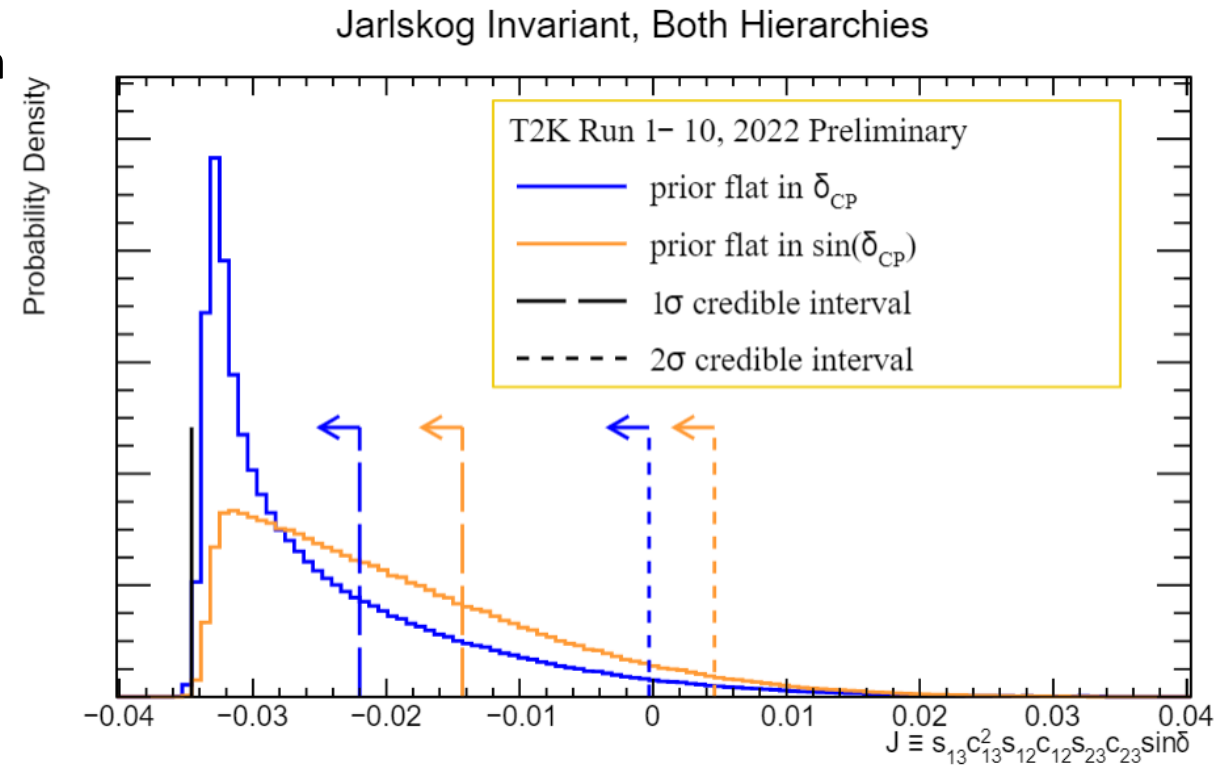 Jarlskog Invariant, Both Hierarchies
n
Probability Density
T2K Run 1− 10, 2022 Preliminary
prior flat in δCP
prior flat in sin(δCP)
1σ credible interval
2σ credible interval
−0.04 −0.03 −0.02 −0.01 0 0.01 0.02 0.03 0.04
J ≡ s₁₃c²₁₃s₁₂c₁₂s₂₃c₂₃sinδ